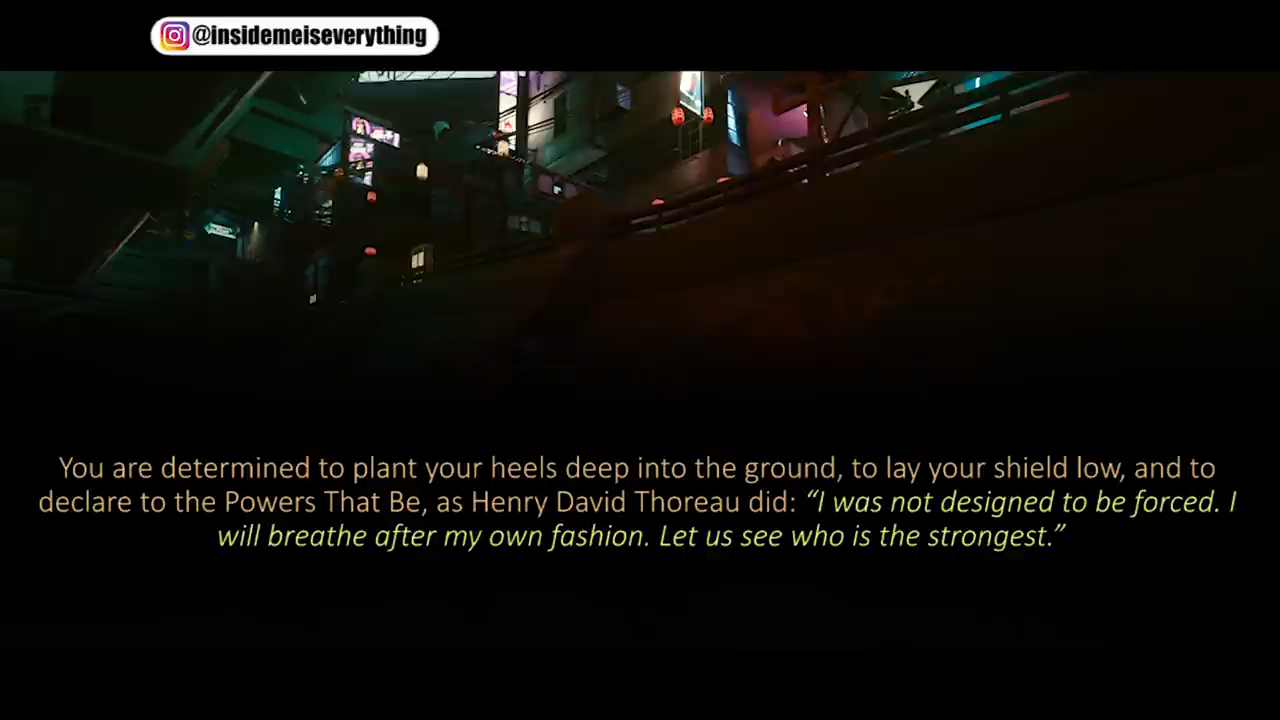 @insidemeiseverything
You are determined to plant your heels deep into the ground, to lay your shield low, and to
declare to the Powers That Be, as Henry David Thoreau did: “I was not designed to be forced. I
will breathe after my own fashion. Let us see who is the strongest.”